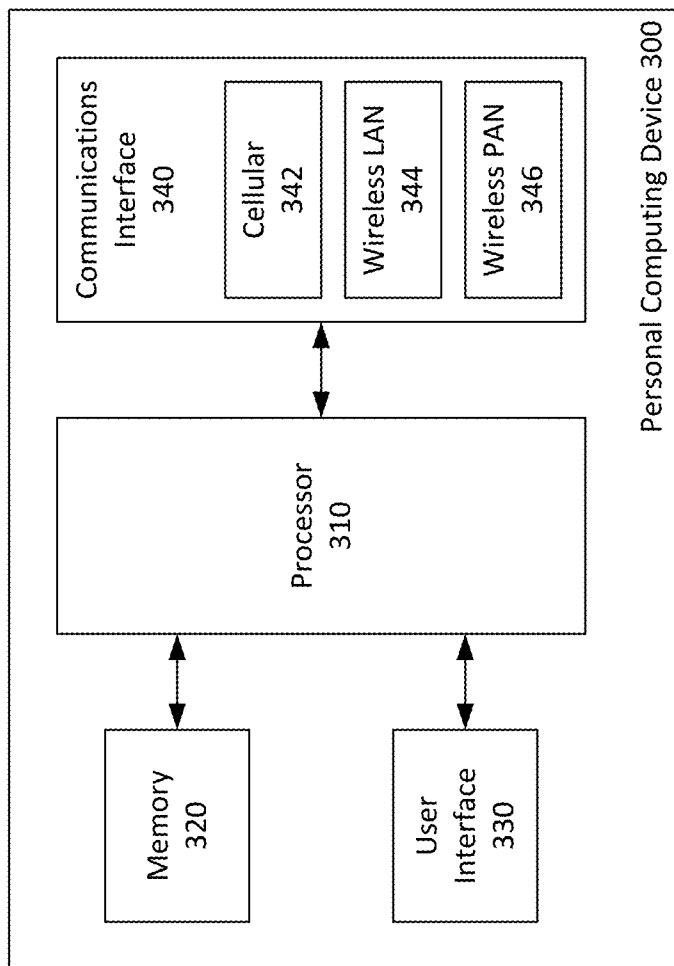 Memory
320
User
Interface
330
Processor
310
Communications
Interface
340
Cellular
342
Wireless LAN
344
Wireless PAN
346
Personal Computing Device 300